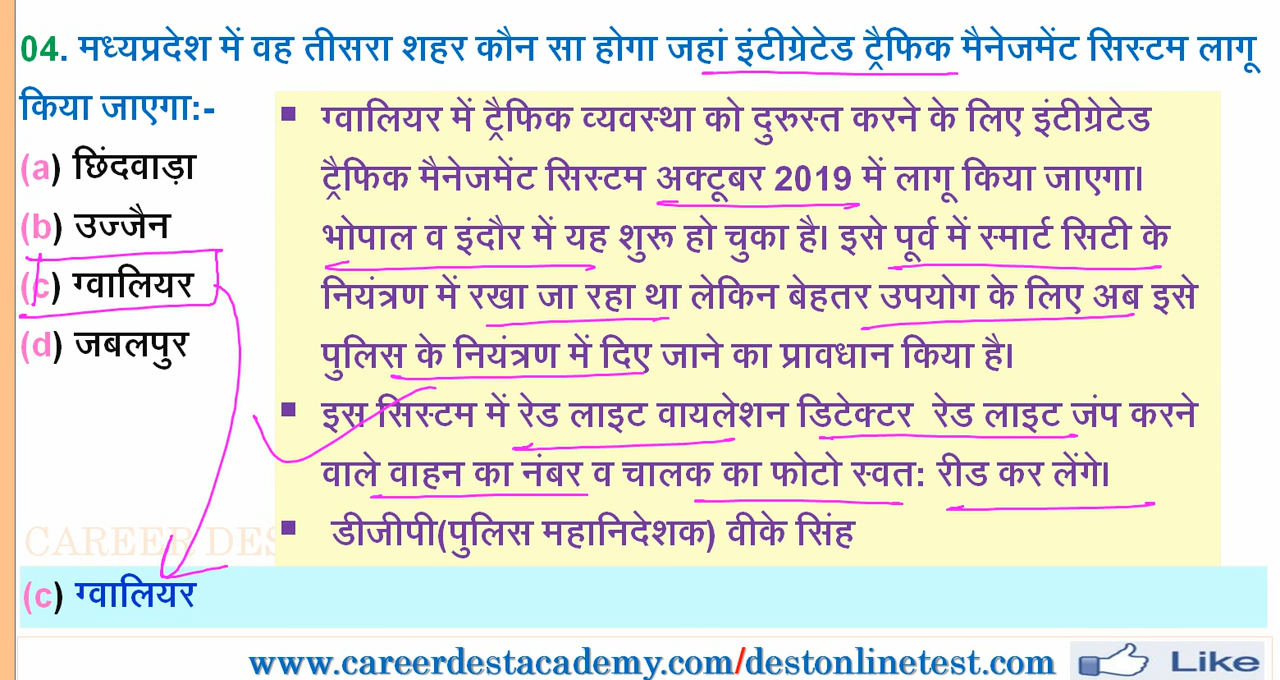 04. मध्यप्रदेश में वह तीसरा शहर कौन सा होगा जहां इंटीग्रेटेड ट्रैफिक मैनेजमेंट सिस्टम लागू
किया जाएगा:-
(a) छिंदवाड़ा
(b) उज्जैन
(c) ग्वालियर
(d) जबलपुर
▪ ग्वालियर में ट्रैफिक व्यवस्था को दुरुस्त करने के लिए इंटीग्रेटेड
ट्रैफिक मैनेजमेंट सिस्टम अक्टूबर 2019 में लागू किया जाएगा।
भोपाल व इंदौर में यह शुरू हो चुका है। इसे पूर्व में स्मार्ट सिटी के
नियंत्रण में रखा जा रहा था लेकिन बेहतर उपयोग के लिए अब इसे
पुलिस के नियंत्रण में दिए जाने का प्रावधान किया है।
▪ इस सिस्टम में रेड लाइट वायलेशन डिटेक्टर रेड लाइट जंप करने
वाले वाहन का नंबर व चालक का फोटो स्वत: रीड कर लेंगे।
▪ डीजीपी(पुलिस महानिदेशक) वीके सिंह
CAREER DES
(c) ग्वालियर
www.careerdestacademy.com/destonlinetest.com
Like